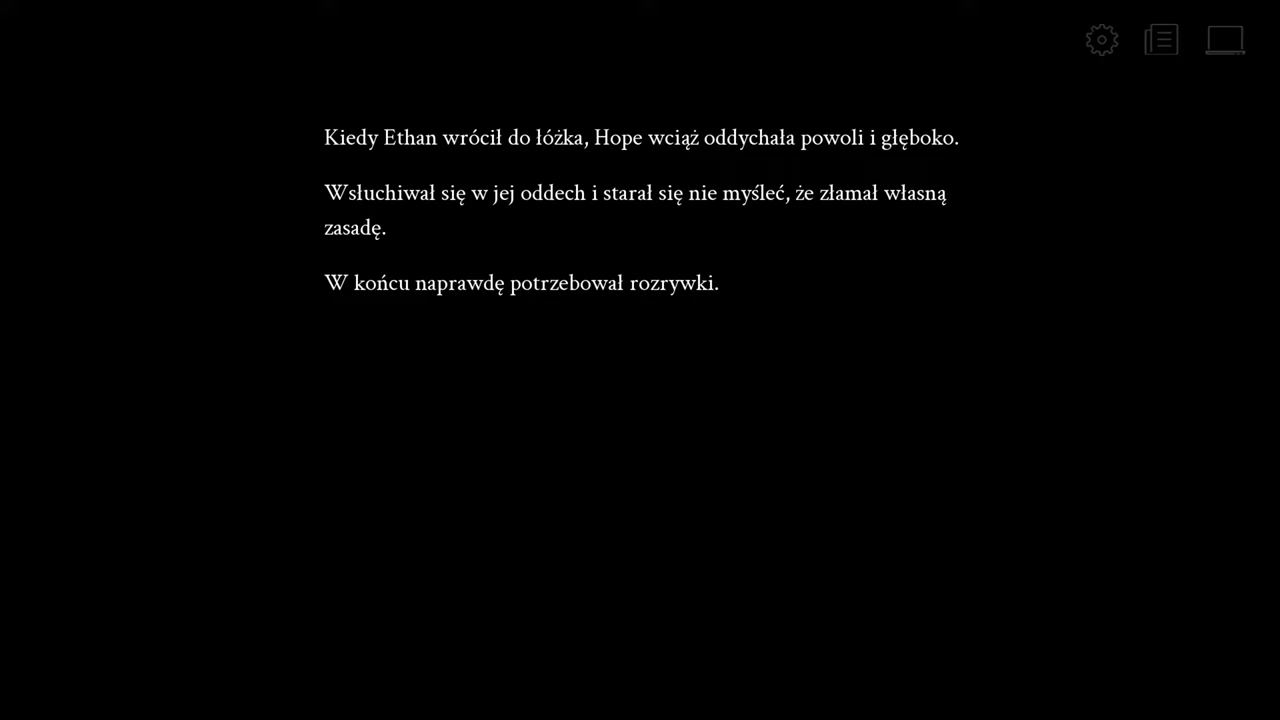 Kiedy Ethan wrócił do łóżka, Hope wciąż oddychała powoli i głęboko.
Wsłuchiwał się w jej oddech i starał się nie myśleć, że złamał własną
zasadę.
W końcu naprawdę potrzebował rozrywki.